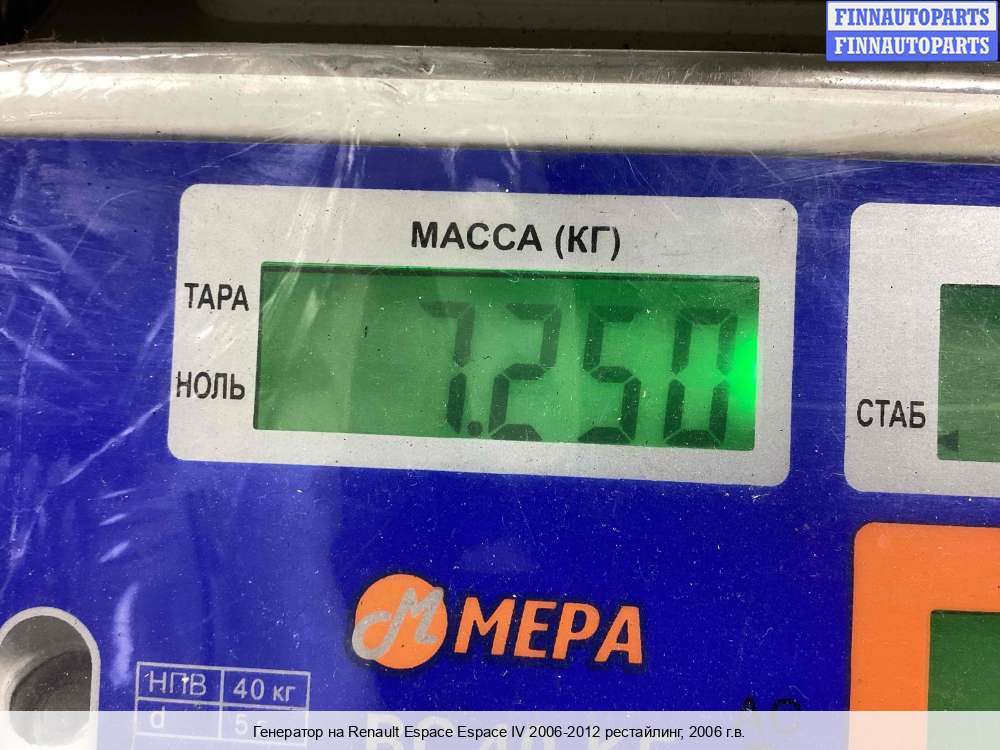 FINNAUTOPARTS
FINNAUTOPARTS
МАССА (КГ)
ТАРА
7.250
НОЛЬ
СТАБ
МЕРА
НПВ 40 кг
d 5
Генератор на Renault Espace Espace IV 2006-2012 рестайлинг, 2006 г.в.